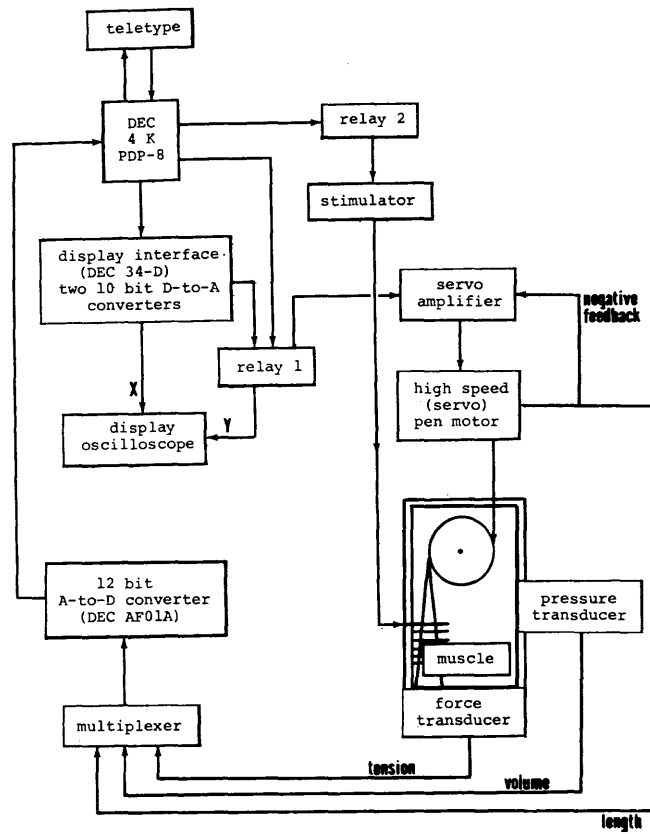 teletype
DEC
4 K
PDP-8
relay 2
stimulator
display interface
(DEC 34-D)
two 10 bit D-to-A
converters
servo
amplifier
negative
feedback
relay 1
high speed
(servo)
pen motor
X
Y
display
oscilloscope
12 bit
A-to-D converter
(DEC AF01A)
pressure
transducer
muscle
force
transducer
multiplexer
tension
volume
length